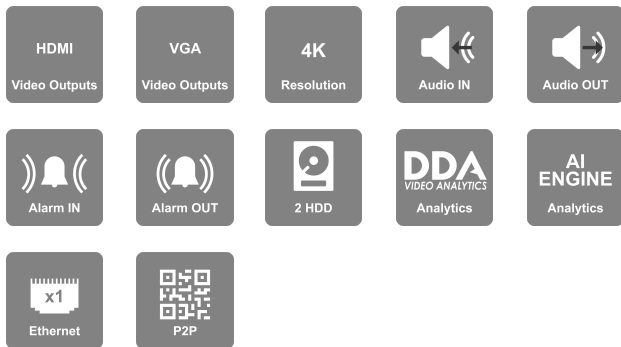 HDMI
Video Outputs
VGA
Video Outputs
4K
Resolution
Audio IN
Audio OUT
Alarm IN
Alarm OUT
2 HDD
DDA
VIDEO ANALYTICS
Analytics
AI
ENGINE
Analytics
x1
Ethernet
P2P